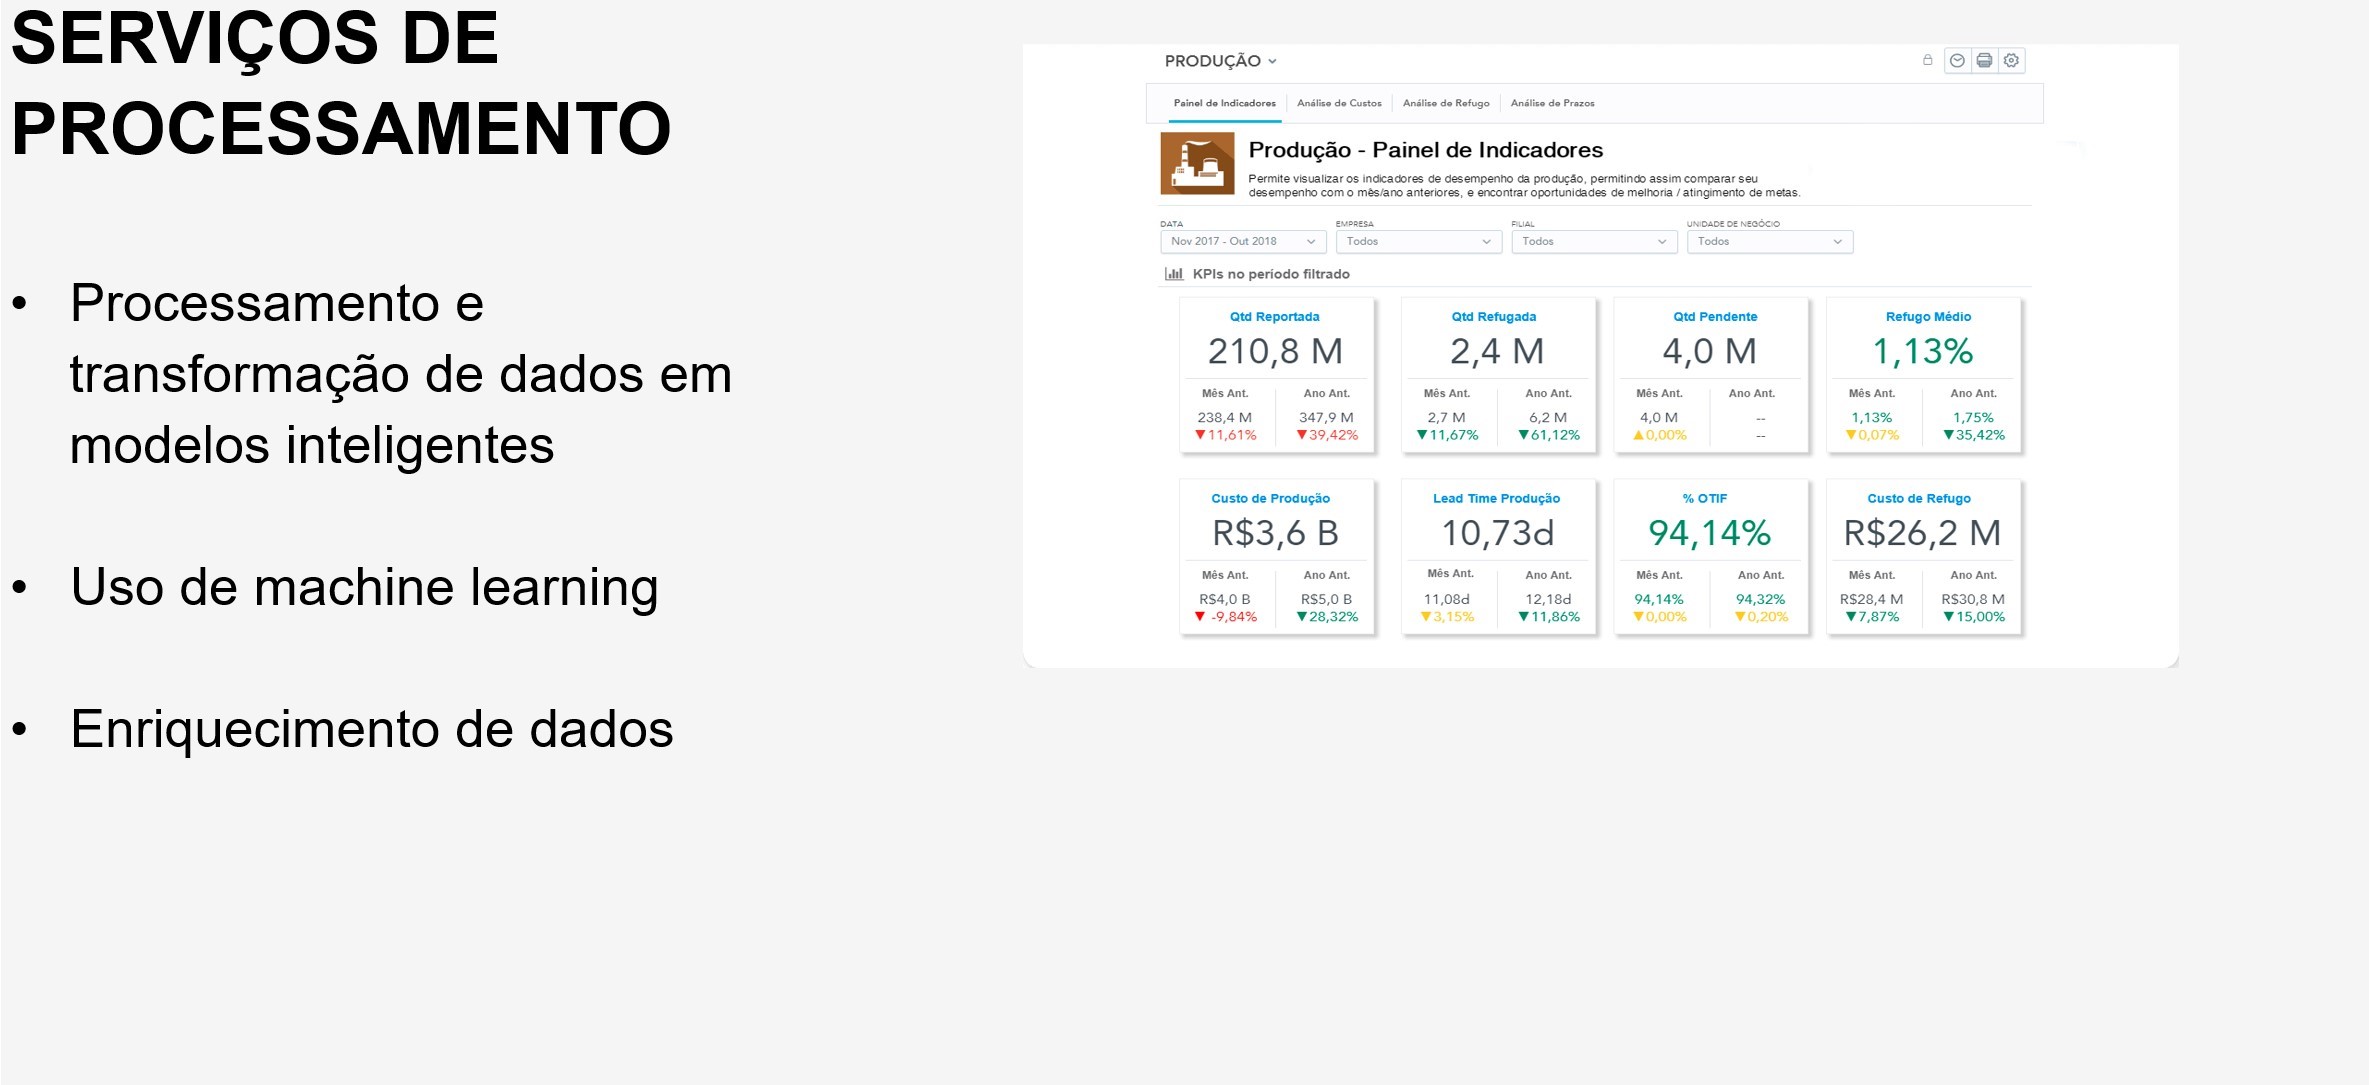 SERVIÇOS DE
PROCESSAMENTO
• Processamento e
transformação de dados em
modelos inteligentes
• Uso de machine learning
• Enriquecimento de dados
PRODUÇÃO
Painel de Indicadores Análise de Custos Análise de Refugo Análise de Prazos
Produção - Painel de Indicadores
Permite visualizar os indicadores de desempenho da produção, permitindo assim comparar seu
desempenho com o mês/ano anteriores, e encontrar oportunidades de melhoria / atingimento de metas.
DATA EMPRESA FILIAL UNIDADE DE NEGÓCIO
Nov 2017 - Out 2018 Todos Todos Todos
KPIs no período filtrado
Qtd Reportada Qtd Refugada Qtd Pendente Refugo Médio
210,8 M 2,4 M 4,0 M 1,13%
Mês Ant. Ano Ant. Mês Ant. Ano Ant. Mês Ant. Ano Ant. Mês Ant. Ano Ant.
238,4 M 347,9 M 2,7 M 6,2 M 4,0 M -- 1,13% 1,75%
▼11,61% ▼39,42% ▼11,67% ▼61,12% ▲0,00% -- ▼0,07% ▼35,42%
Custo de Produção Lead Time Produção % OTIF Custo de Refugo
R$3,6 B 10,73d 94,14% R$26,2 M
Mês Ant. Ano Ant. Mês Ant. Ano Ant. Mês Ant. Ano Ant. Mês Ant. Ano Ant.
R$4,0 B R$5,0 B 11,08d 12,18d 94,14% 94,32% R$28,4 M R$30,8 M
▼ -9,84% ▼28,32% ▼3,15% ▼11,86% ▼0,00% ▼0,20% ▼7,87% ▼15,00%